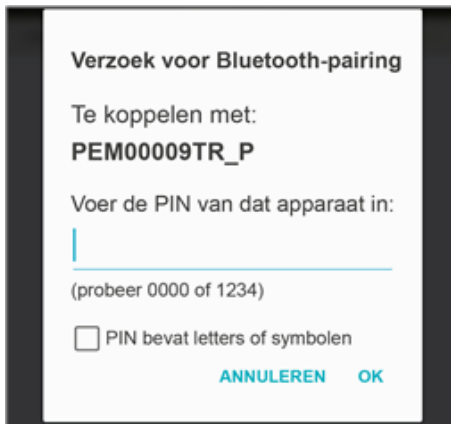 Verzoek voor Bluetooth-pairing
Te koppelen met:
PEM00009TR_P
Voer de PIN van dat apparaat in:
(probeer 0000 of 1234)
PIN bevat letters of symbolen
ANNULEREN OK